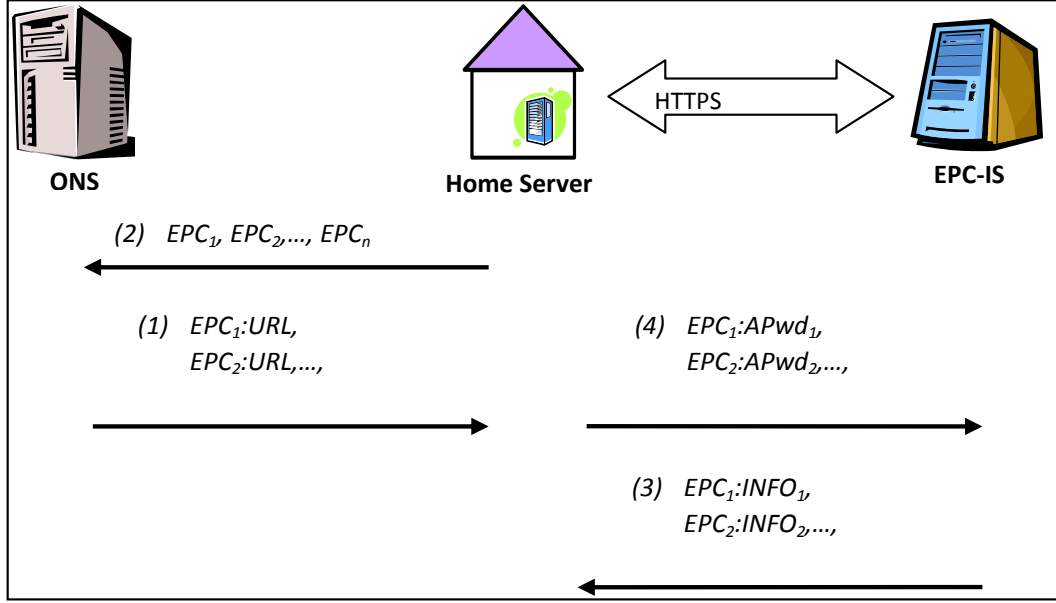 HTTPS
ONS
Home Server
EPC-IS
(2) EPC₁, EPC₂,..., EPCₙ
(1) EPC₁:URL,
EPC₂:URL,...,
(4) EPC₁:APwd₁,
EPC₂:APwd₂,...,
(3) EPC₁:INFO₁,
EPC₂:INFO₂,...,